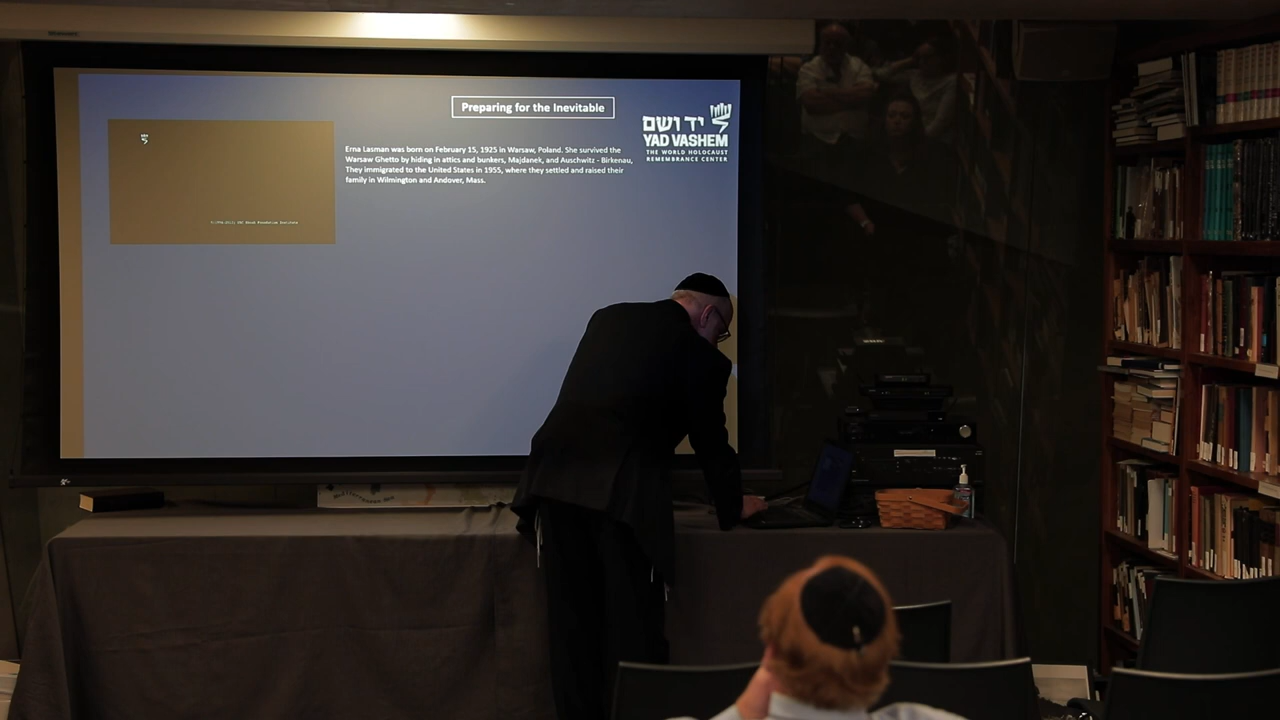 Preparing for the Inevitable
יד ושם
YAD VASHEM
THE WORLD HOLOCAUST
REMEMBRANCE CENTER
Erna Lasman was born on February 15, 1925 in Warsaw, Poland. She survived the
Warsaw Ghetto by hiding in attics and bunkers, Majdanek, and Auschwitz - Birkenau,
They immigrated to the United States in 1955, where they settled and raised their
family in Wilmington and Andover, Mass.